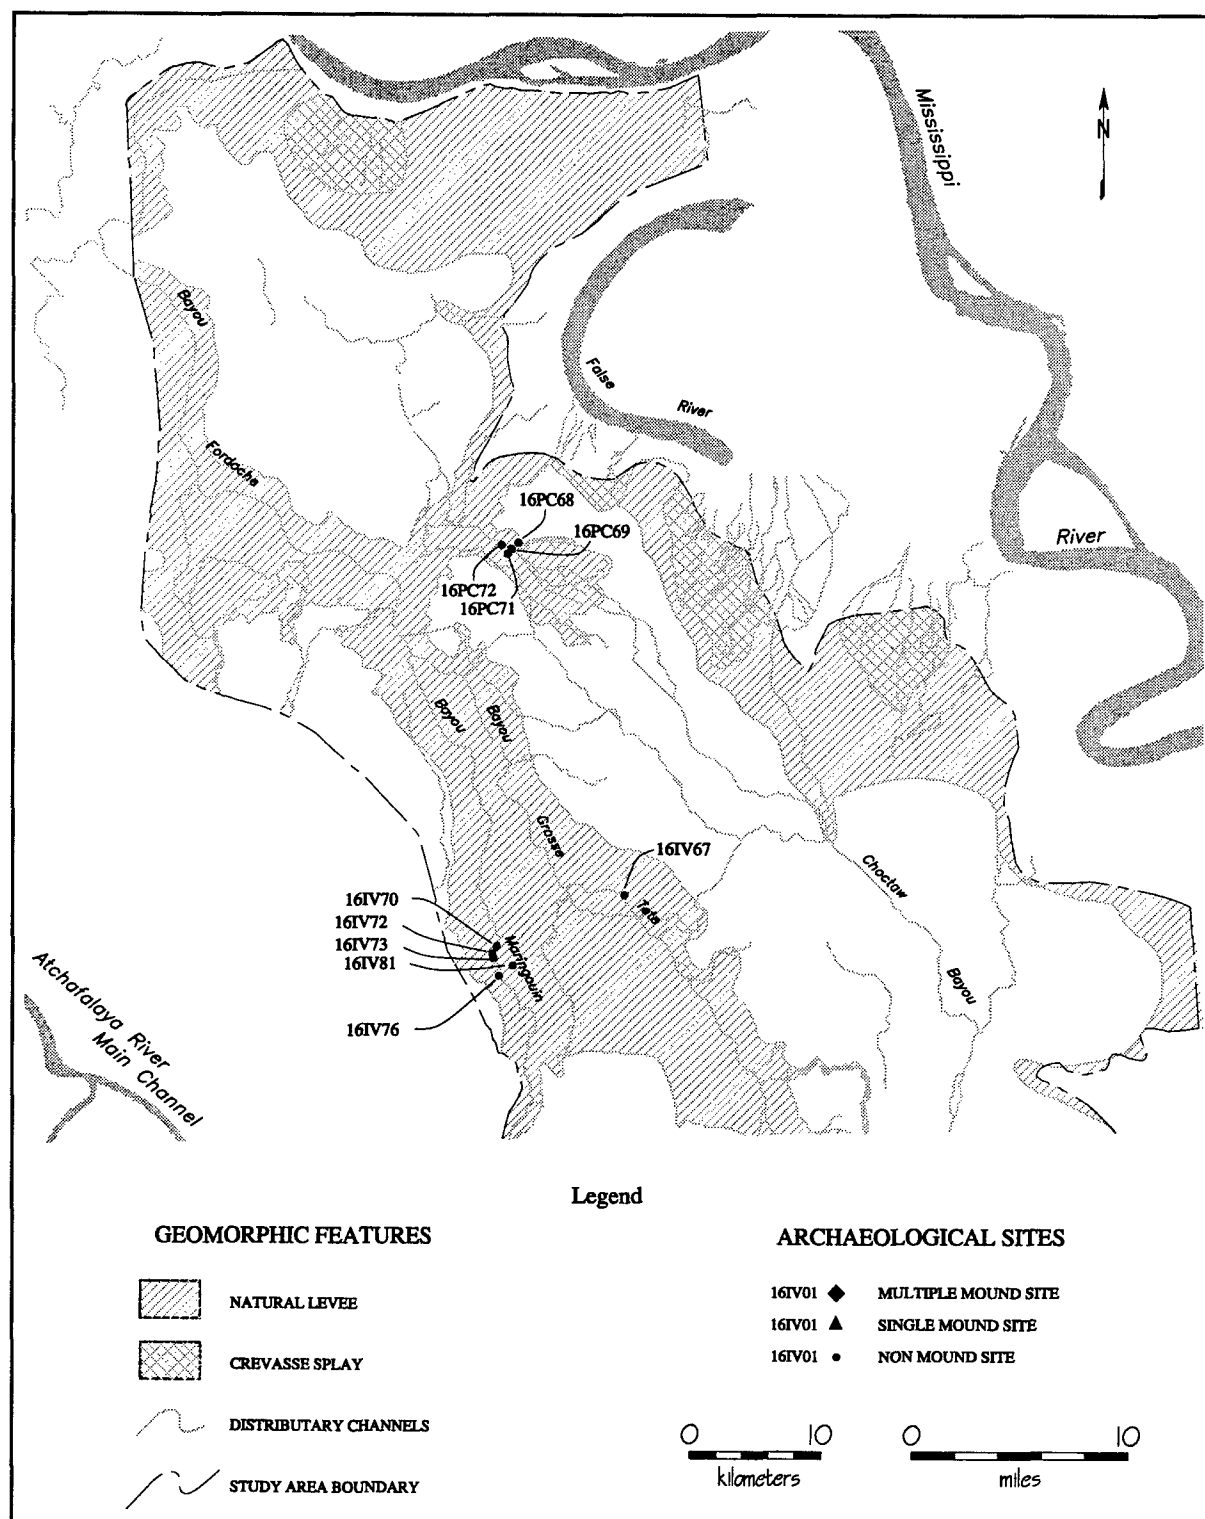 Mississippi
N
Bayou
False
River
Fordoche
16PC68
16PC69
River
16PC72
16PC71
Bayou
Bayou
Grosse
16IV67
Choctaw
16IV70
Tete
16IV72
16IV73
Maringouin
16IV81
Bayou
16IV76
Atchafalaya River
Main Channel
Legend
GEOMORPHIC FEATURES
ARCHAEOLOGICAL SITES
NATURAL LEVEE
16IV01 MULTIPLE MOUND SITE
16IV01 SINGLE MOUND SITE
CREVASSE SPLAY
16IV01 NON MOUND SITE
DISTRIBUTARY CHANNELS
0 10
kilometers
0 10
miles
STUDY AREA BOUNDARY